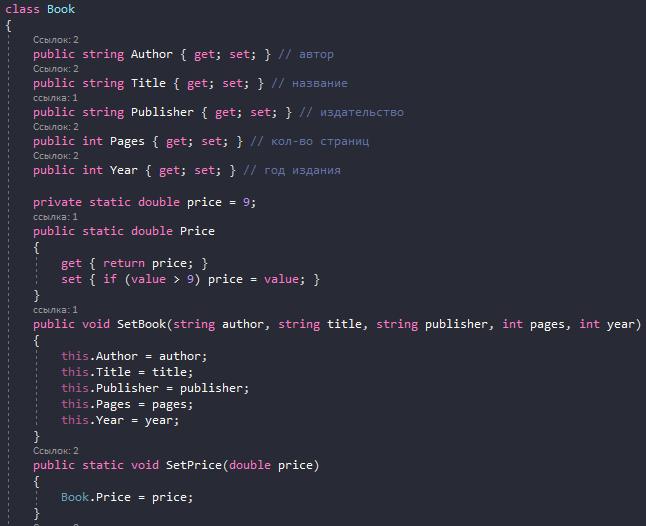 class Book
{
Ссылок: 2
public string Author { get; set; } // автор
Ссылок: 2
public string Title { get; set; } // название
ссылка: 1
public string Publisher { get; set; } // издательство
Ссылок: 2
public int Pages { get; set; } // кол-во страниц
Ссылок: 2
public int Year { get; set; } // год издания
private static double price = 9;
ссылка: 1
public static double Price
{
get { return price; }
set { if (value > 9) price = value; }
}
ссылка: 1
public void SetBook(string author, string title, string publisher, int pages, int year)
{
this.Author = author;
this.Title = title;
this.Publisher = publisher;
this.Pages = pages;
this.Year = year;
}
Ссылок: 2
public static void SetPrice(double price)
{
Book.Price = price;
}